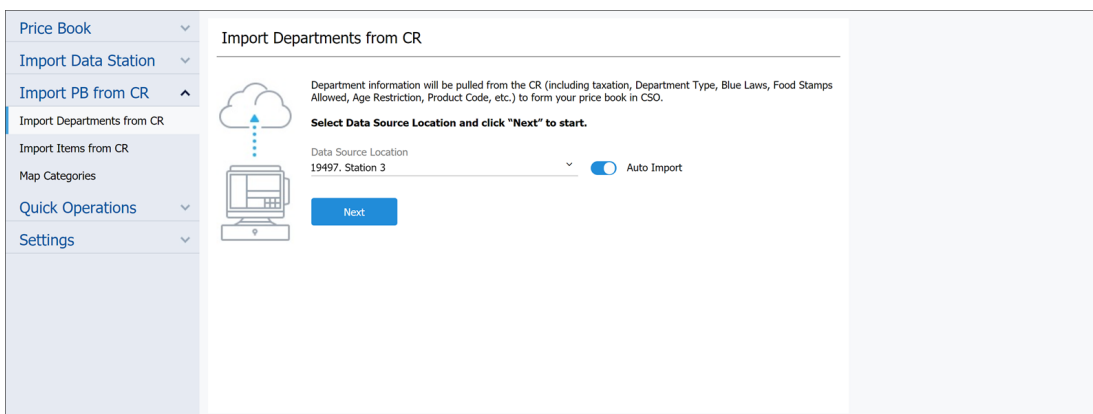 Price Book
Import Data Station
Import PB from CR
Import Departments from CR
Import Items from CR
Map Categories
Quick Operations
Settings
Import Departments from CR
Department information will be pulled from the CR (including taxation, Department Type, Blue Laws, Food Stamps
Allowed, Age Restriction, Product Code, etc.) to form your price book in CSO.
Select Data Source Location and click “Next” to start.
Data Source Location
19497. Station 3
Auto Import
Next